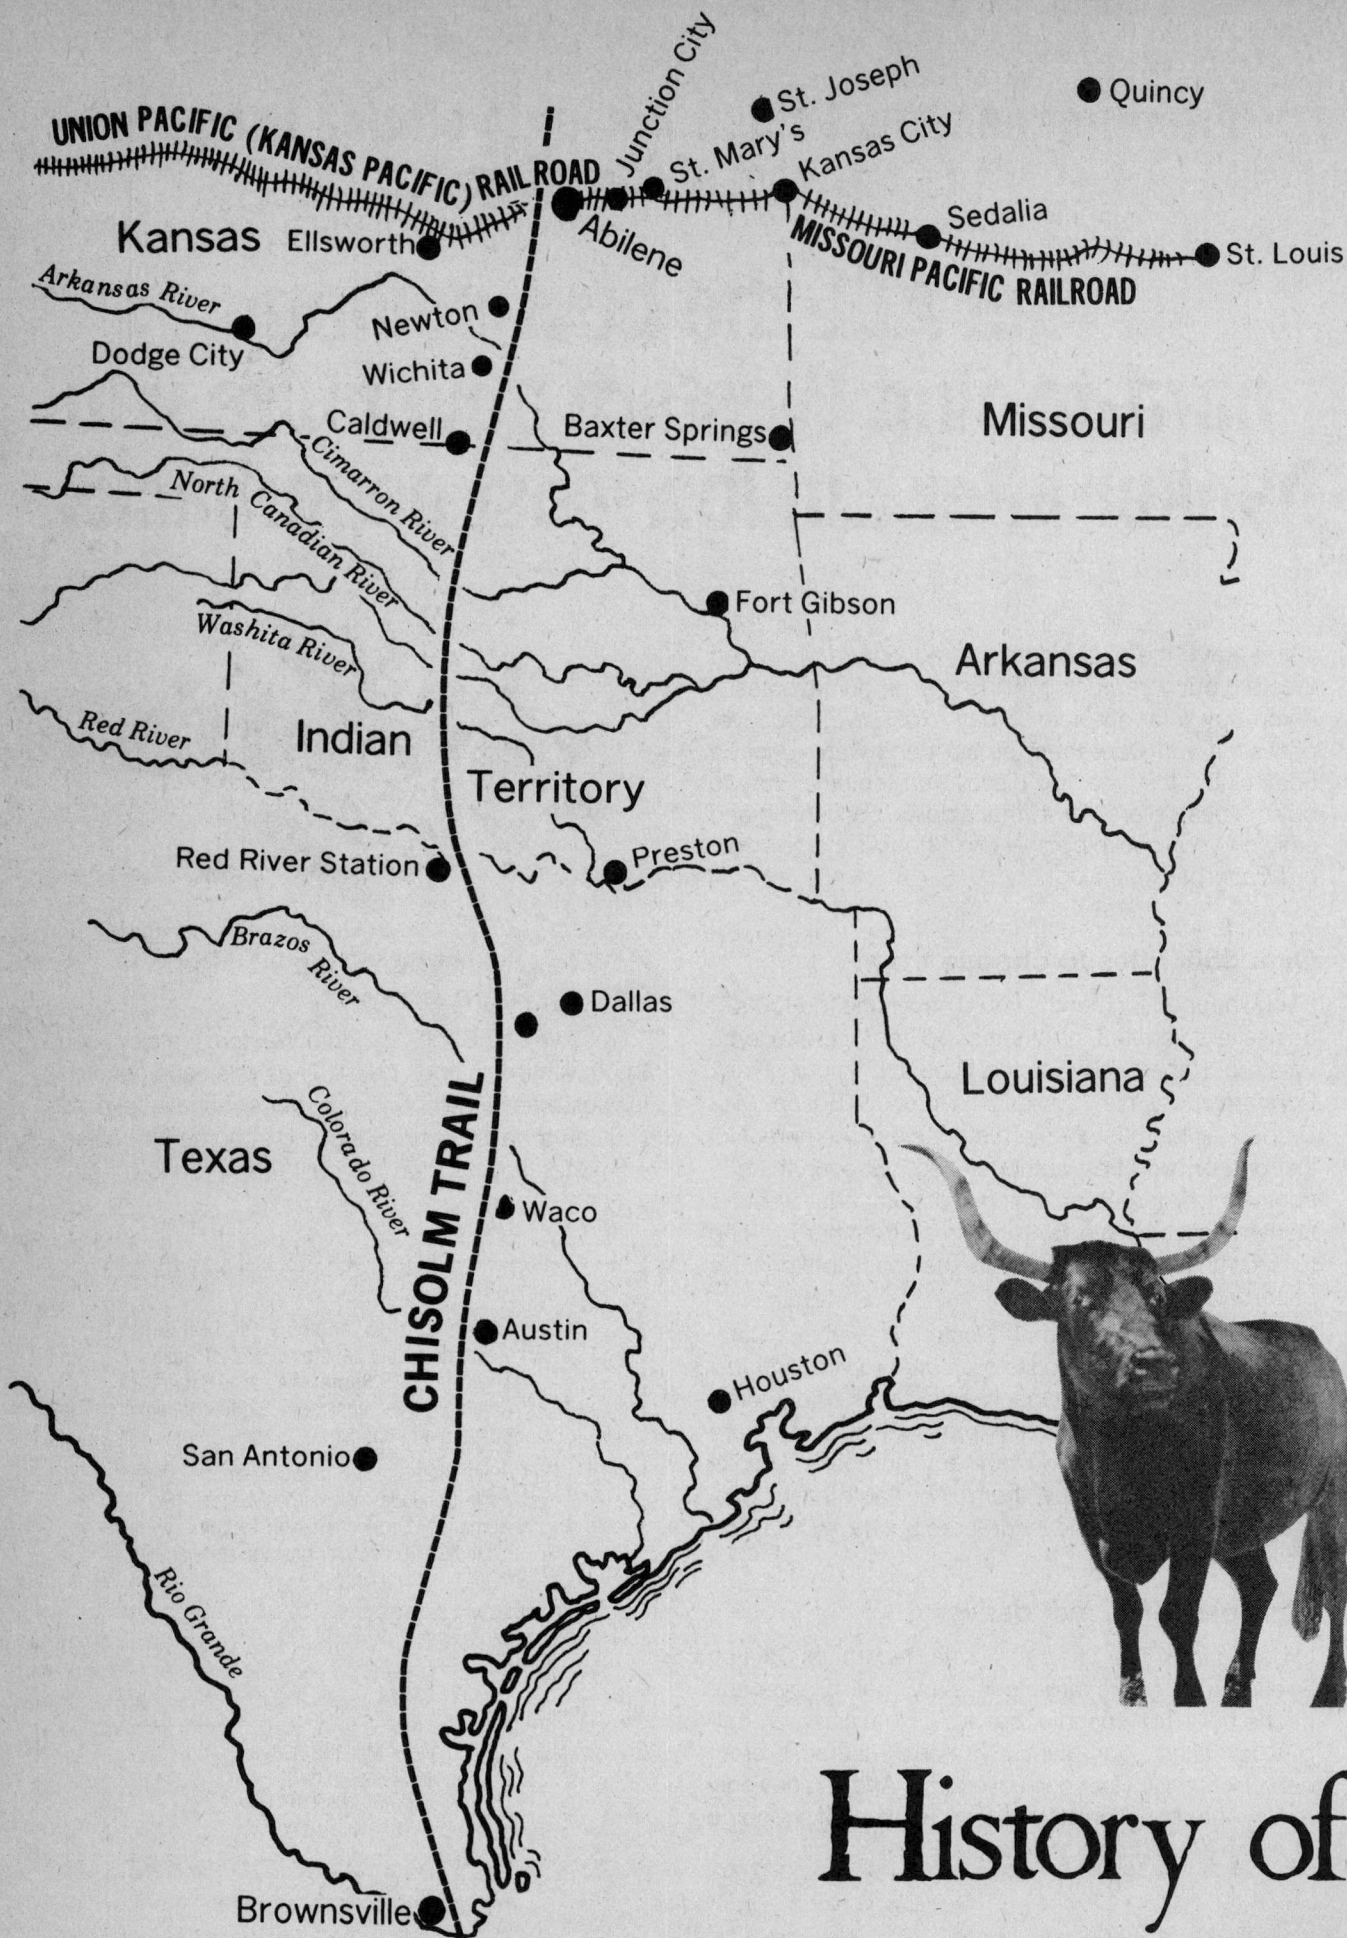 Junction City
St. Joseph
Quincy
UNION PACIFIC (KANSAS PACIFIC) RAILROAD
St. Mary's
Kansas City
Kansas
Ellsworth
Abilene
Sedalia
MISSOURI PACIFIC RAILROAD
St. Louis
Arkansas River
Newton
Dodge City
Wichita
Caldwell
Baxter Springs
Missouri
Cimarron River
North Canadian River
Fort Gibson
Washita River
Arkansas
Red River
Indian
Territory
Red River Station
Preston
Brazos River
Dallas
Louisiana
CHISOLM TRAIL
Colorado River
Texas
Waco
Austin
Houston
San Antonio
Rio Grande
History of
Brownsville